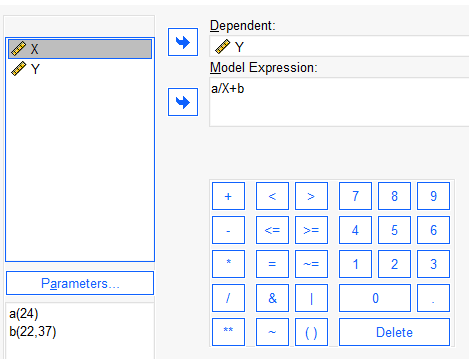 Dependent:
X
Y
Y
Model Expression:
a/X+b
+ < > 7 8 9
- <= >= 4 5 6
* = ~= 1 2 3
/ & | 0 .
** ~ ( ) Delete
Parameters...
a(24)
b(22,37)